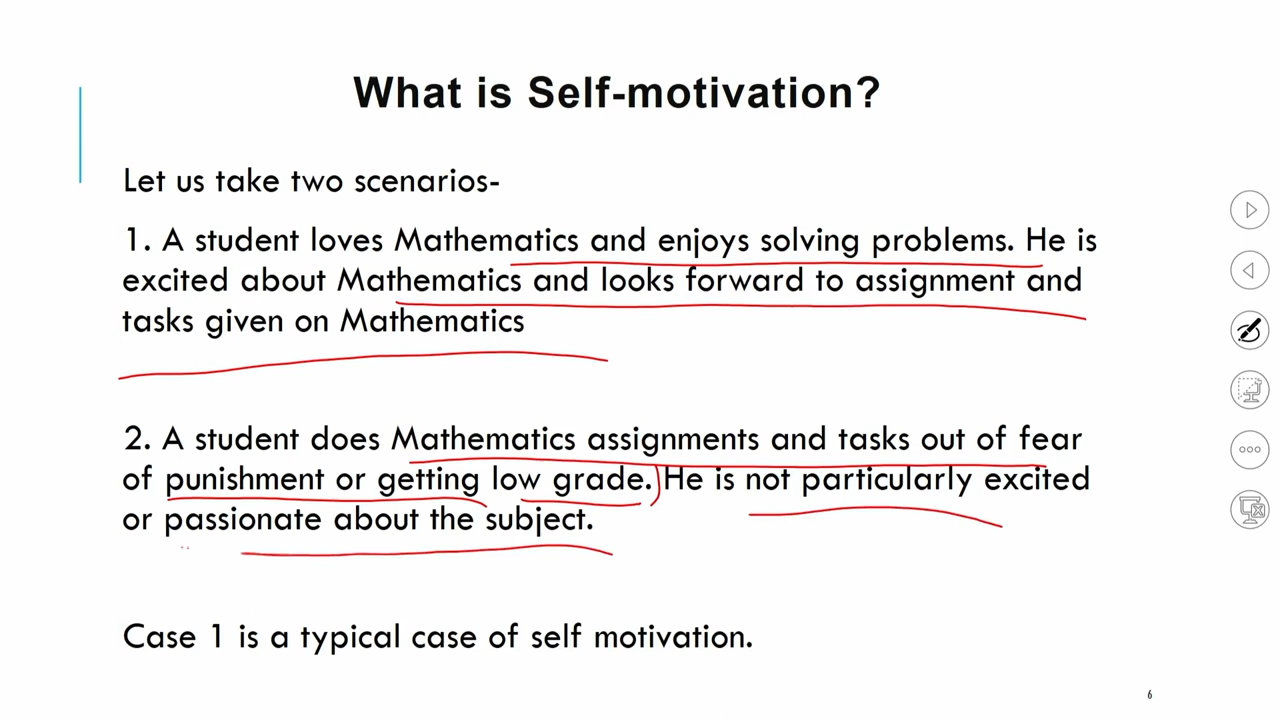 What is Self-motivation?
Let us take two scenarios-
1. A student loves Mathematics and enjoys solving problems. He is
excited about Mathematics and looks forward to assignment and
tasks given on Mathematics
2. A student does Mathematics assignments and tasks out of fear
of punishment or getting low grade. He is not particularly excited
or passionate about the subject.
Case 1 is a typical case of self motivation.
6